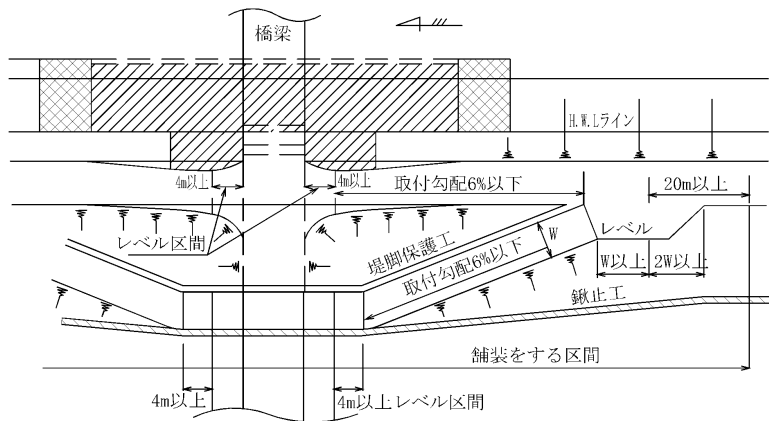 橋梁
H.W.Lライン
4m以上
4m以上
取付勾配6%以下
20m以上
レベル区間
堤脚保護工
W
レベル
取付勾配6%以下
W以上
2W以上
鍬止工
舗装をする区間
4m以上
4m以上レベル区間